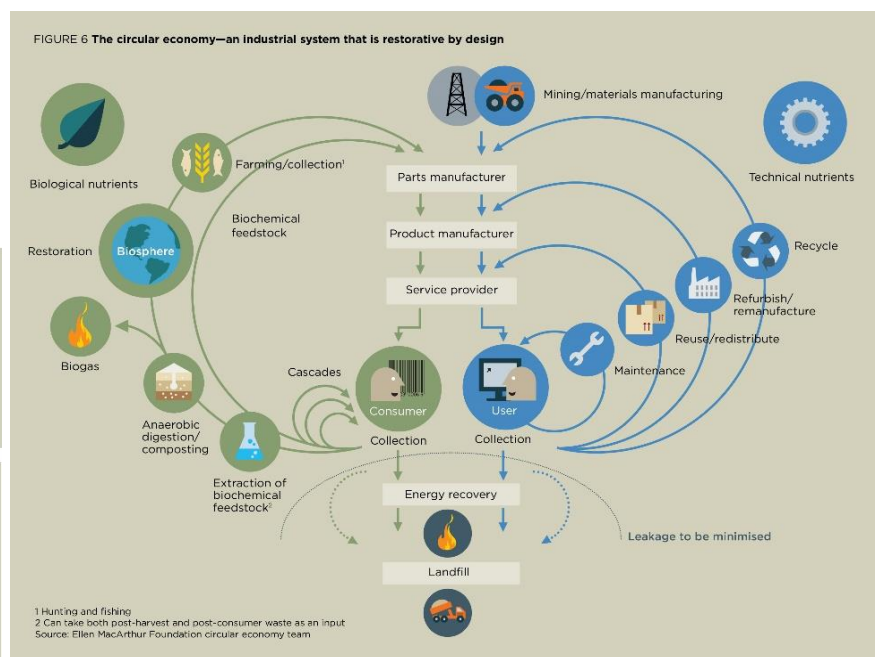 FIGURE 6 The circular economy—an industrial system that is restorative by design
Mining/materials manufacturing
Biological nutrients
Technical nutrients
Farming/collection¹
Parts manufacturer
Biochemical
feedstock
Product manufacturer
Restoration
Biosphere
Recycle
Service provider
Refurbish/
remanufacture
Reuse/redistribute
Biogas
Maintenance
Cascades
Consumer
User
Anaerobic
digestion/
composting
Collection
Collection
Extraction of
biochemical
feedstock²
Energy recovery
Leakage to be minimised
Landfill
1 Hunting and fishing
2 Can take both post-harvest and post-consumer waste as an input
Source: Ellen MacArthur Foundation circular economy team